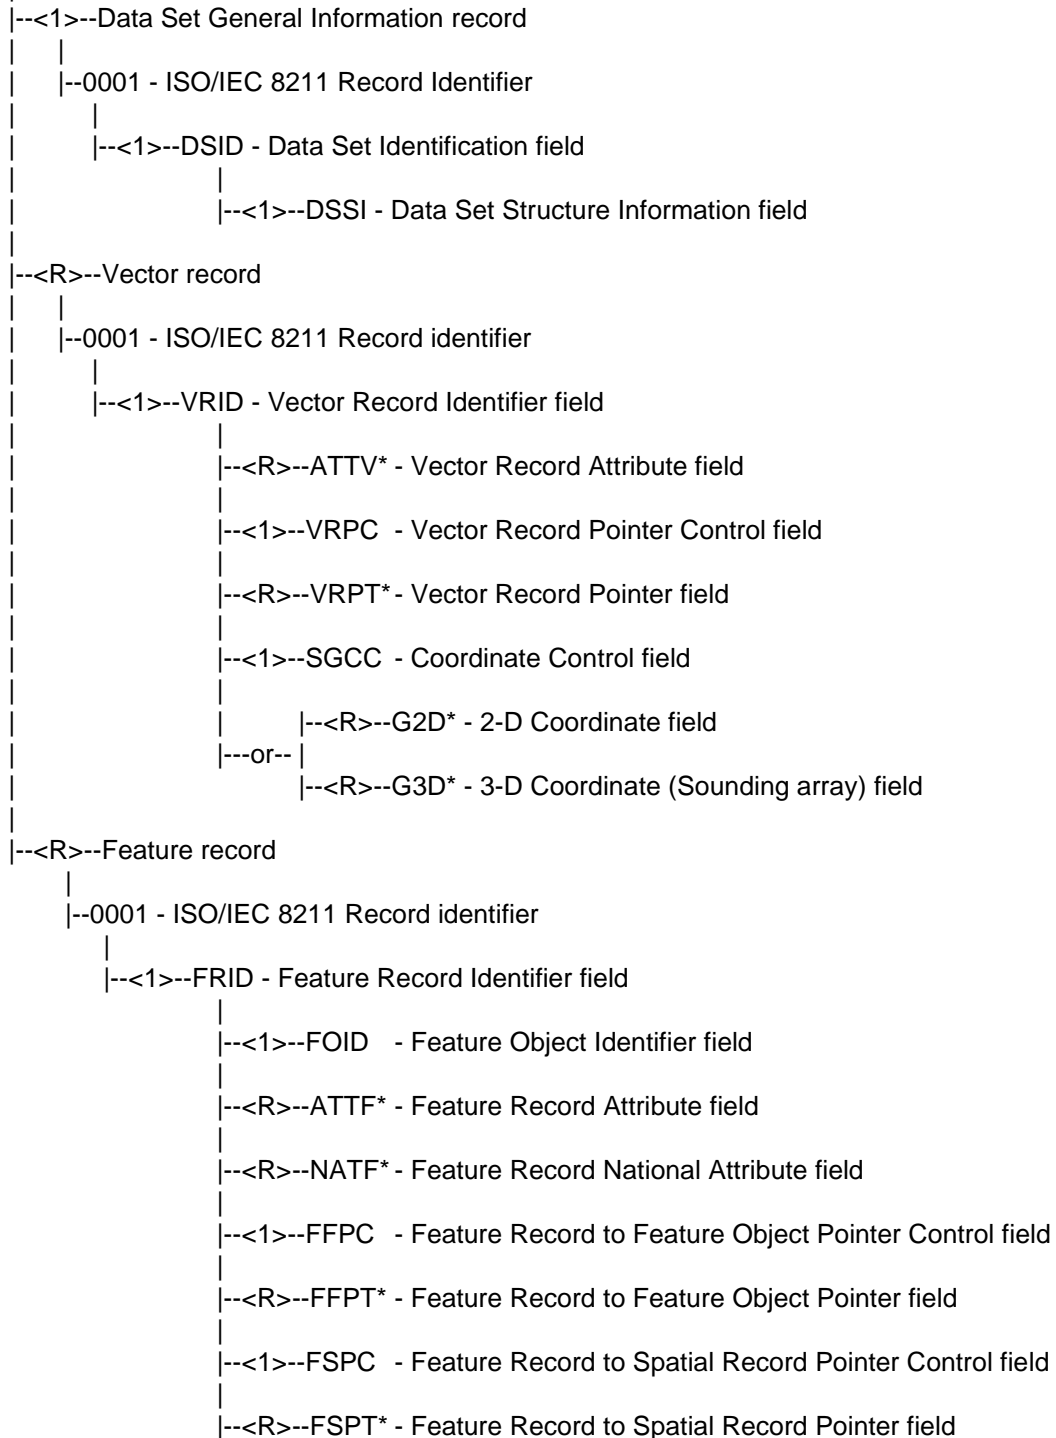 |--<1>--Data Set General Information record
|--0001 - ISO/IEC 8211 Record Identifier
|--<1>--DSID - Data Set Identification field
|--<1>--DSSI - Data Set Structure Information field
|--<R>--Vector record
|--0001 - ISO/IEC 8211 Record identifier
|--<1>--VRID - Vector Record Identifier field
|--<R>--ATTV* - Vector Record Attribute field
|--<1>--VRPC - Vector Record Pointer Control field
|--<R>--VRPT* - Vector Record Pointer field
|--<1>--SGCC - Coordinate Control field
|--<R>--G2D* - 2-D Coordinate field
|---or-- |
|--<R>--G3D* - 3-D Coordinate (Sounding array) field
|--<R>--Feature record
|--0001 - ISO/IEC 8211 Record identifier
|--<1>--FRID - Feature Record Identifier field
|--<1>--FOID - Feature Object Identifier field
|--<R>--ATTF* - Feature Record Attribute field
|--<R>--NATF* - Feature Record National Attribute field
|--<1>--FFPC - Feature Record to Feature Object Pointer Control field
|--<R>--FFPT* - Feature Record to Feature Object Pointer field
|--<1>--FSPC - Feature Record to Spatial Record Pointer Control field
|--<R>--FSPT* - Feature Record to Spatial Record Pointer field